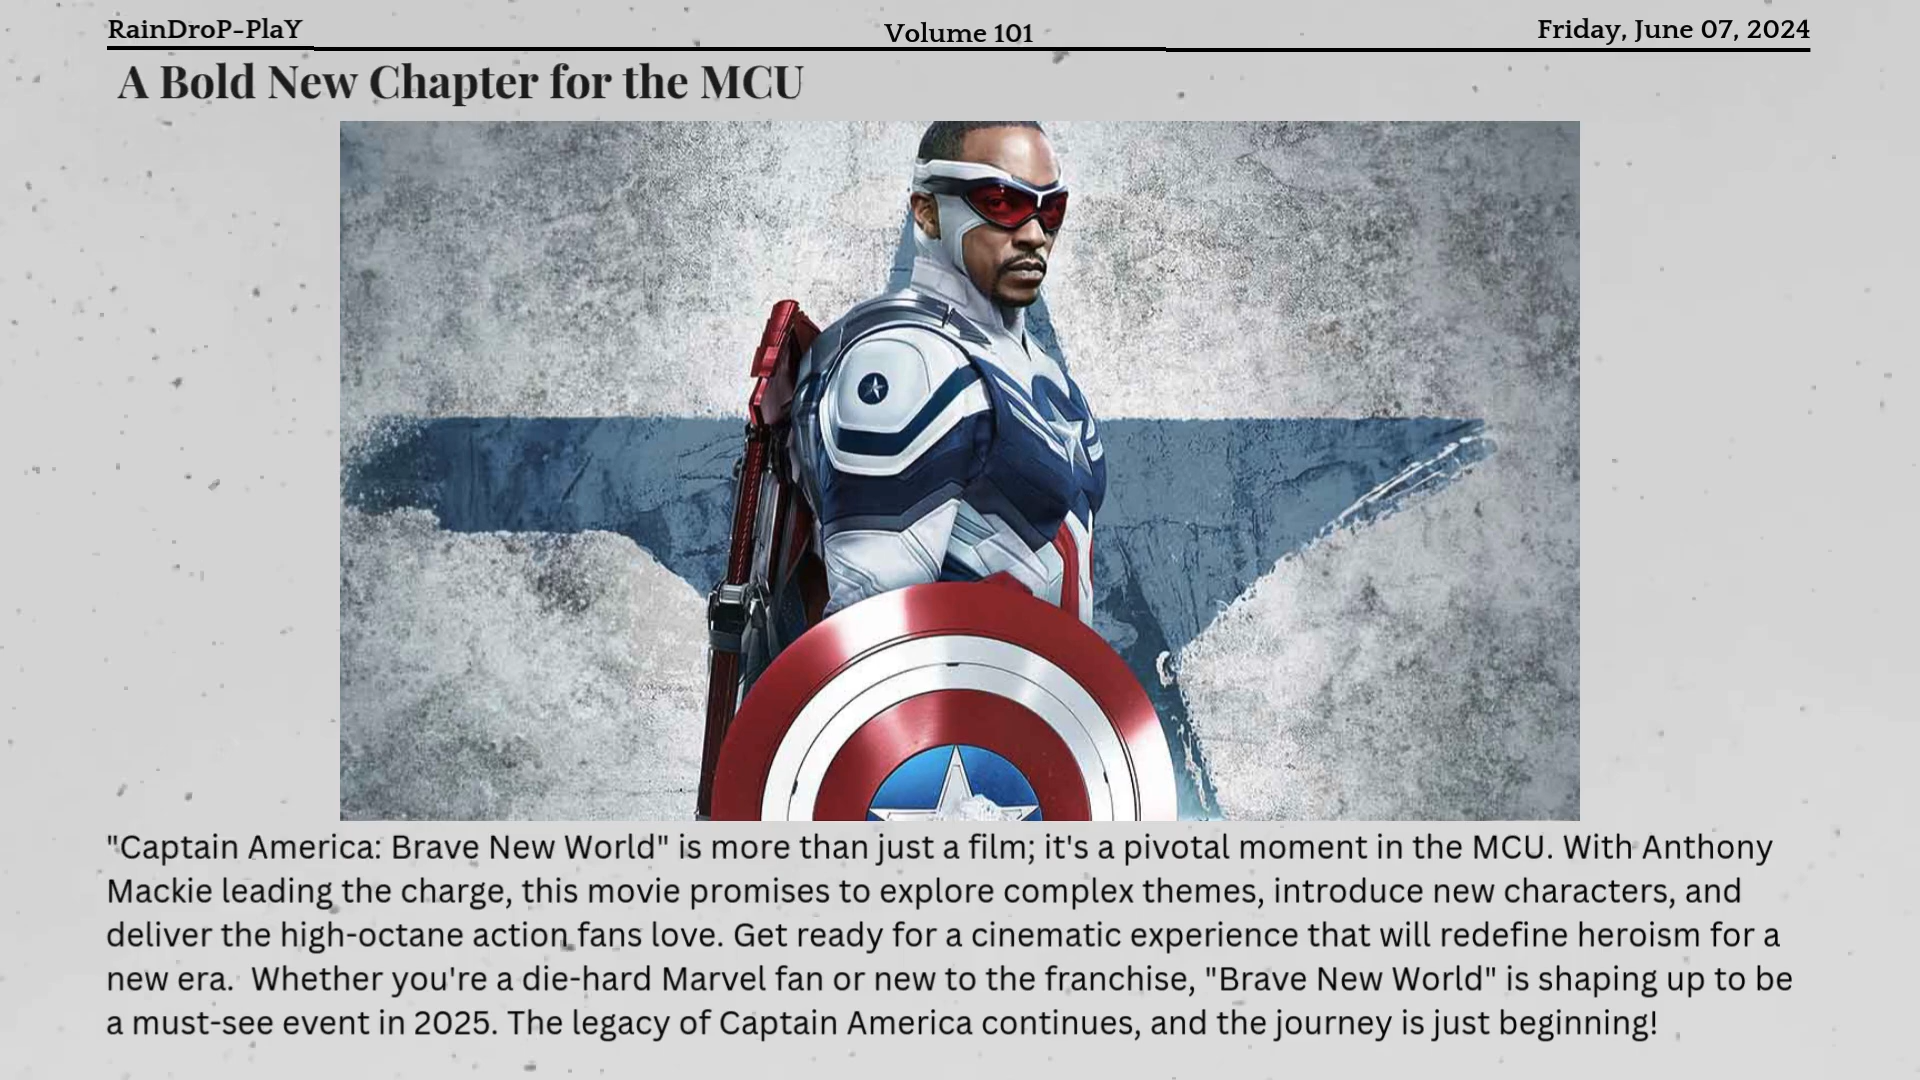 RainDroP-PlaY
Volume 101
Friday, June 07, 2024
A Bold New Chapter for the MCU
"Captain America: Brave New World" is more than just a film; it's a pivotal moment in the MCU. With Anthony
Mackie leading the charge, this movie promises to explore complex themes, introduce new characters, and
deliver the high-octane action fans love. Get ready for a cinematic experience that will redefine heroism for a
new era.  Whether you're a die-hard Marvel fan or new to the franchise, "Brave New World" is shaping up to be
a must-see event in 2025. The legacy of Captain America continues, and the journey is just beginning!